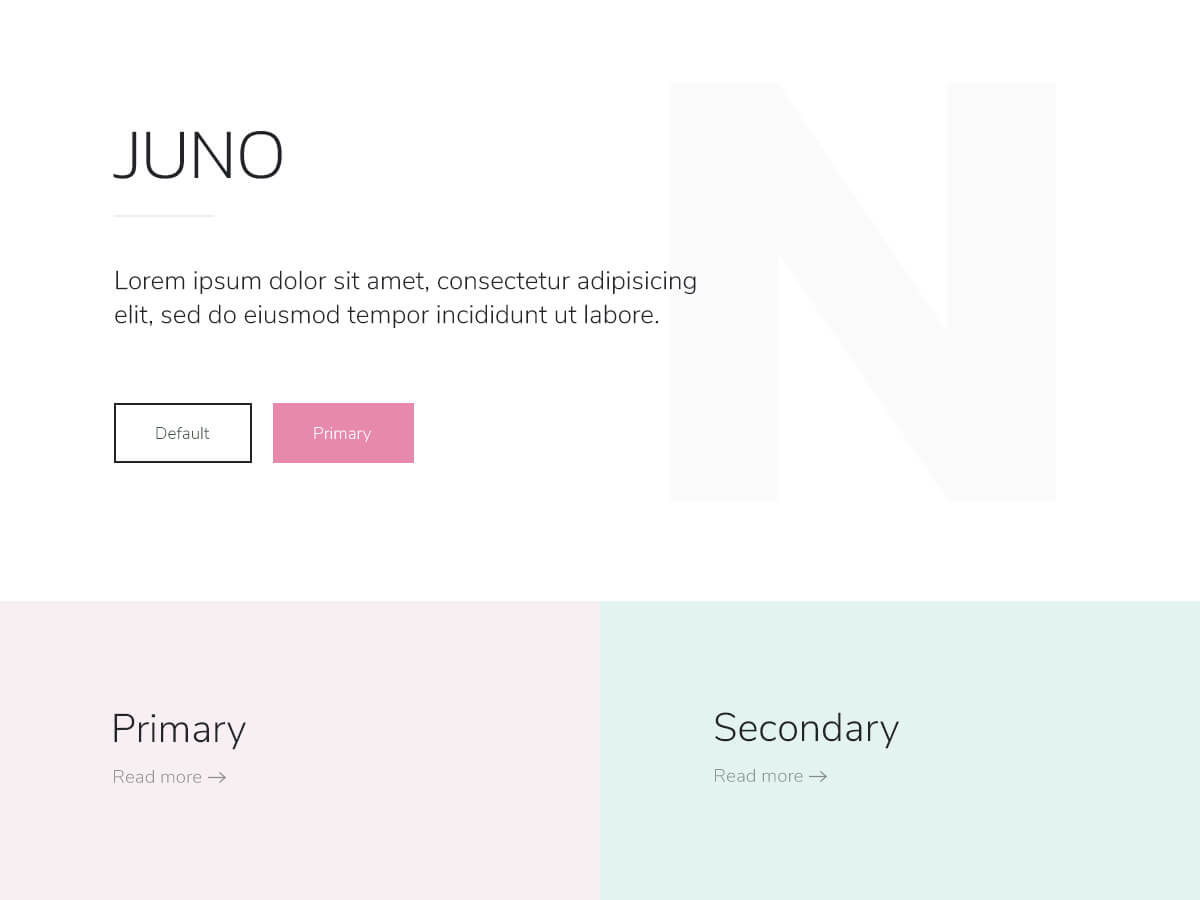 N
JUNO
Lorem ipsum dolor sit amet, consectetur adipisicing
elit, sed do eiusmod tempor incididunt ut labore.
Default
Primary
Primary
Read more →
Secondary
Read more →